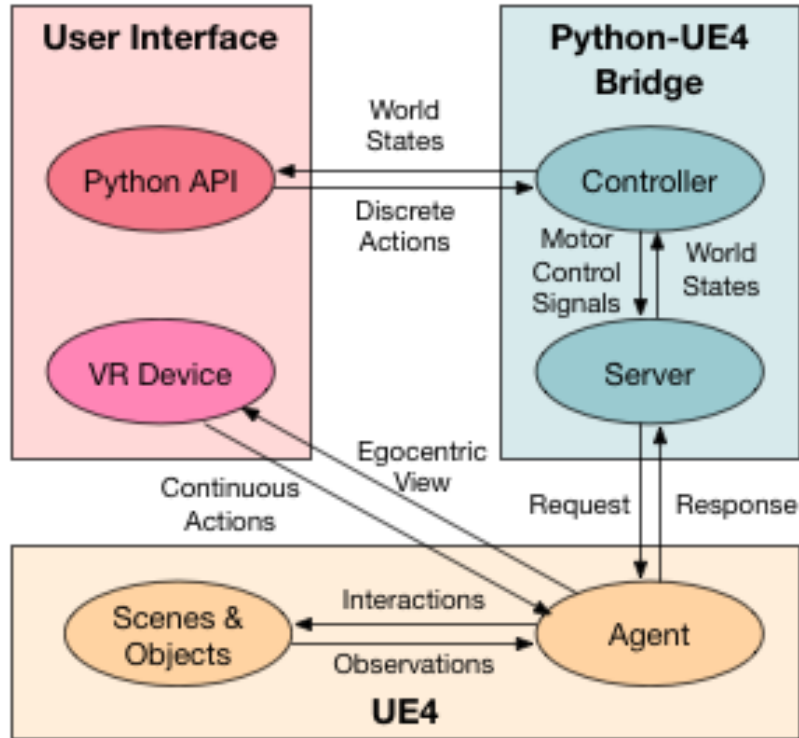 User Interface
Python-UE4
Bridge
World
States
Python API
Controller
Discrete
Actions
Motor
Control
Signals
World
States
VR Device
Server
Egocentric
View
Continuous
Actions
Request
Response
Interactions
Scenes &
Objects
Agent
Observations
UE4